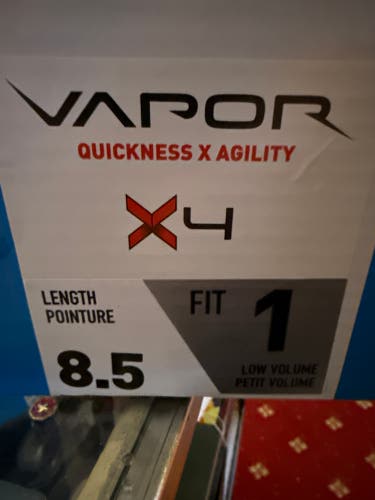 VAPOR
QUICKNESS X AGILITY
X4
LENGTH
POINTURE
8.5
FIT 1
LOW VOLUME
PETIT VOLUME